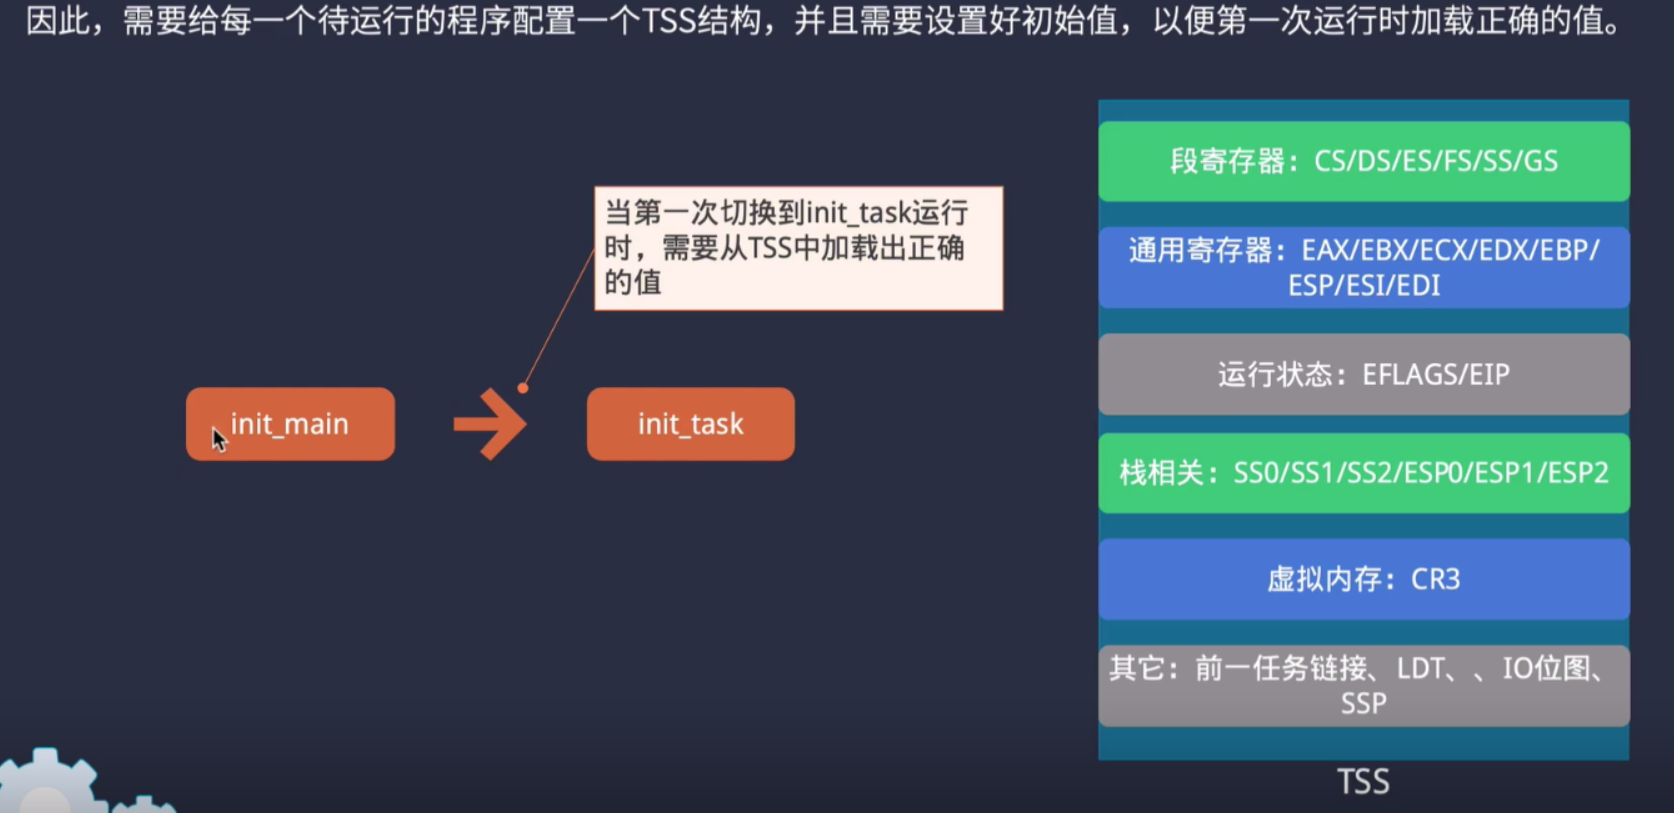 因此，需要给每一个待运行的程序配置一个TSS结构，并且需要设置好初始值，以便第一次运行时加载正确的值。
当第一次切换到init_task运行
时，需要从TSS中加载出正确
的值
init_main
init_task
段寄存器：CS/DS/ES/FS/SS/GS
通用寄存器：EAX/EBX/ECX/EDX/EBP/
ESP/ESI/EDI
运行状态：EFLAGS/EIP
栈相关：SS0/SS1/SS2/ESP0/ESP1/ESP2
虚拟内存：CR3
其它：前一任务链接、LDT、、IO位图、
SSP
TSS